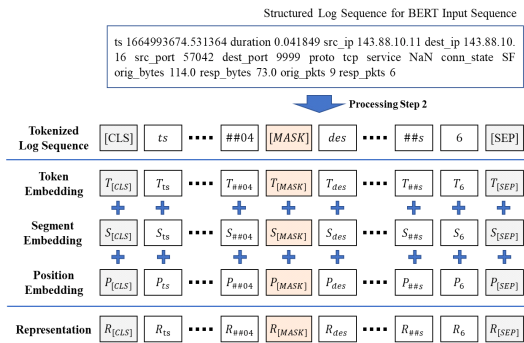 Structured Log Sequence for BERT Input Sequence
ts 1664993674.531364 duration 0.041849 src_ip 143.88.10.11 dest_ip 143.88.10.
16 src_port 57042 dest_port 9999 proto tcp service NaN conn_state SF
orig_bytes 114.0 resp_bytes 73.0 orig_pkts 9 resp_pkts 6
Processing Step 2
Tokenized Log Sequence [CLS] ts ···· ##04 [MASK] des ···· ##s 6 [SEP]
Token Embedding T[CLS] Tts ···· T##04 T[MASK] Tdes ···· T##s T6 T[SEP]
+ + + + + + + +
Segment Embedding S[CLS] Sts ···· S##04 S[MASK] Sdes ···· S##s S6 S[SEP]
+ + + + + + + +
Position Embedding P[CLS] Pts ···· P##04 P[MASK] Pdes ···· P##s P6 P[SEP]
Representation R[CLS] Rts ···· R##04 R[MASK] Rdes ···· R##s R6 R[SEP]